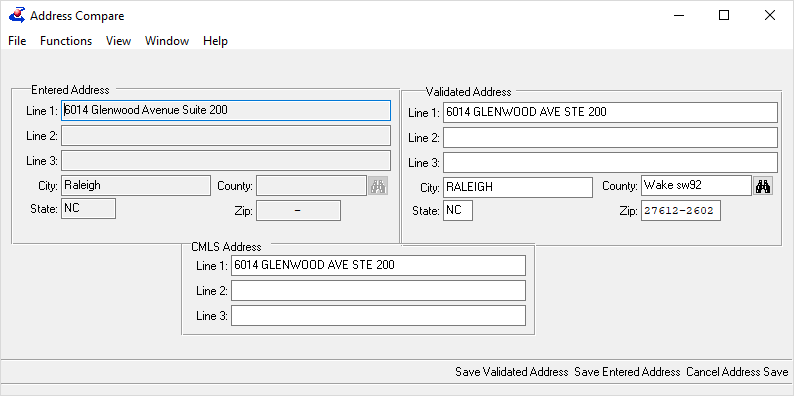 Address Compare
File Functions View Window Help
Entered Address
Line 1: 6014 Glenwood Avenue Suite 200
Line 2:
Line 3:
City: Raleigh County:
State: NC Zip: -
Validated Address
Line 1: 6014 GLENWOOD AVE STE 200
Line 2:
Line 3:
City: RALEIGH County: Wake sw92
State: NC Zip: 27612-2602
CMLS Address
Line 1: 6014 GLENWOOD AVE STE 200
Line 2:
Line 3:
Save Validated Address Save Entered Address Cancel Address Save